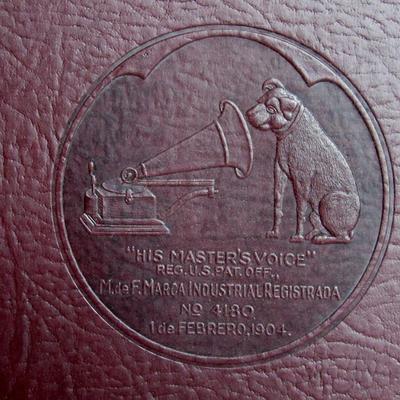 "HIS MASTER'S VOICE"
REG. U.S. PAT. OFF.,
M. de F. MARCA INDUSTRIAL REGISTRADA
No 4180
1 de FEBRERO, 1904.